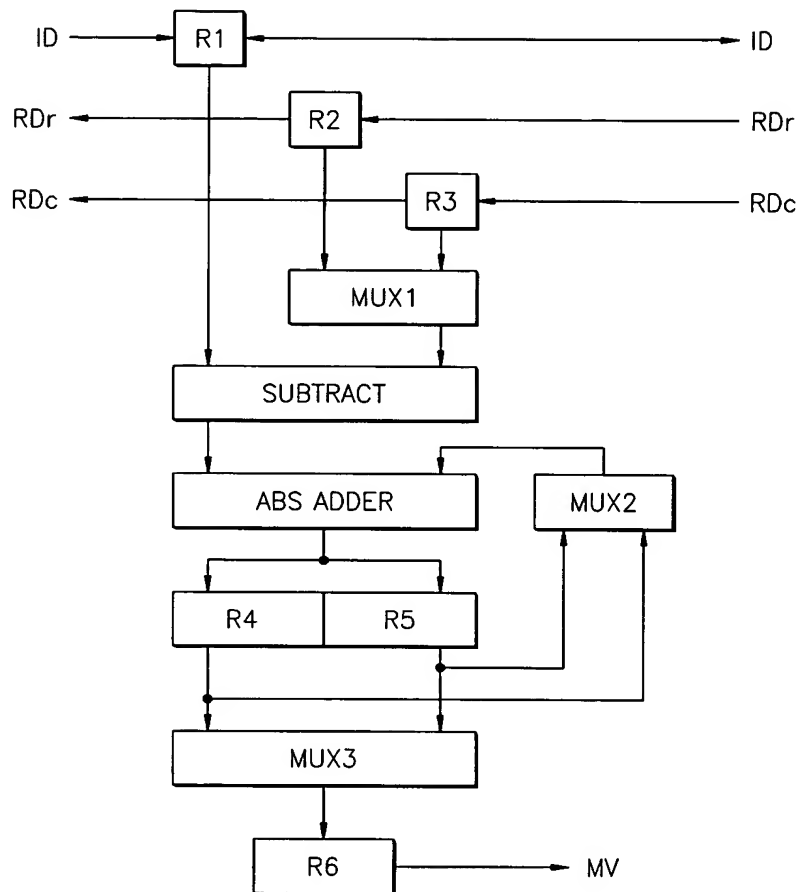 ID R1 ID
RDr R2 RDr
RDc R3 RDc
MUX1
SUBTRACT
ABS ADDER MUX2
R4 R5
MUX3
R6 MV